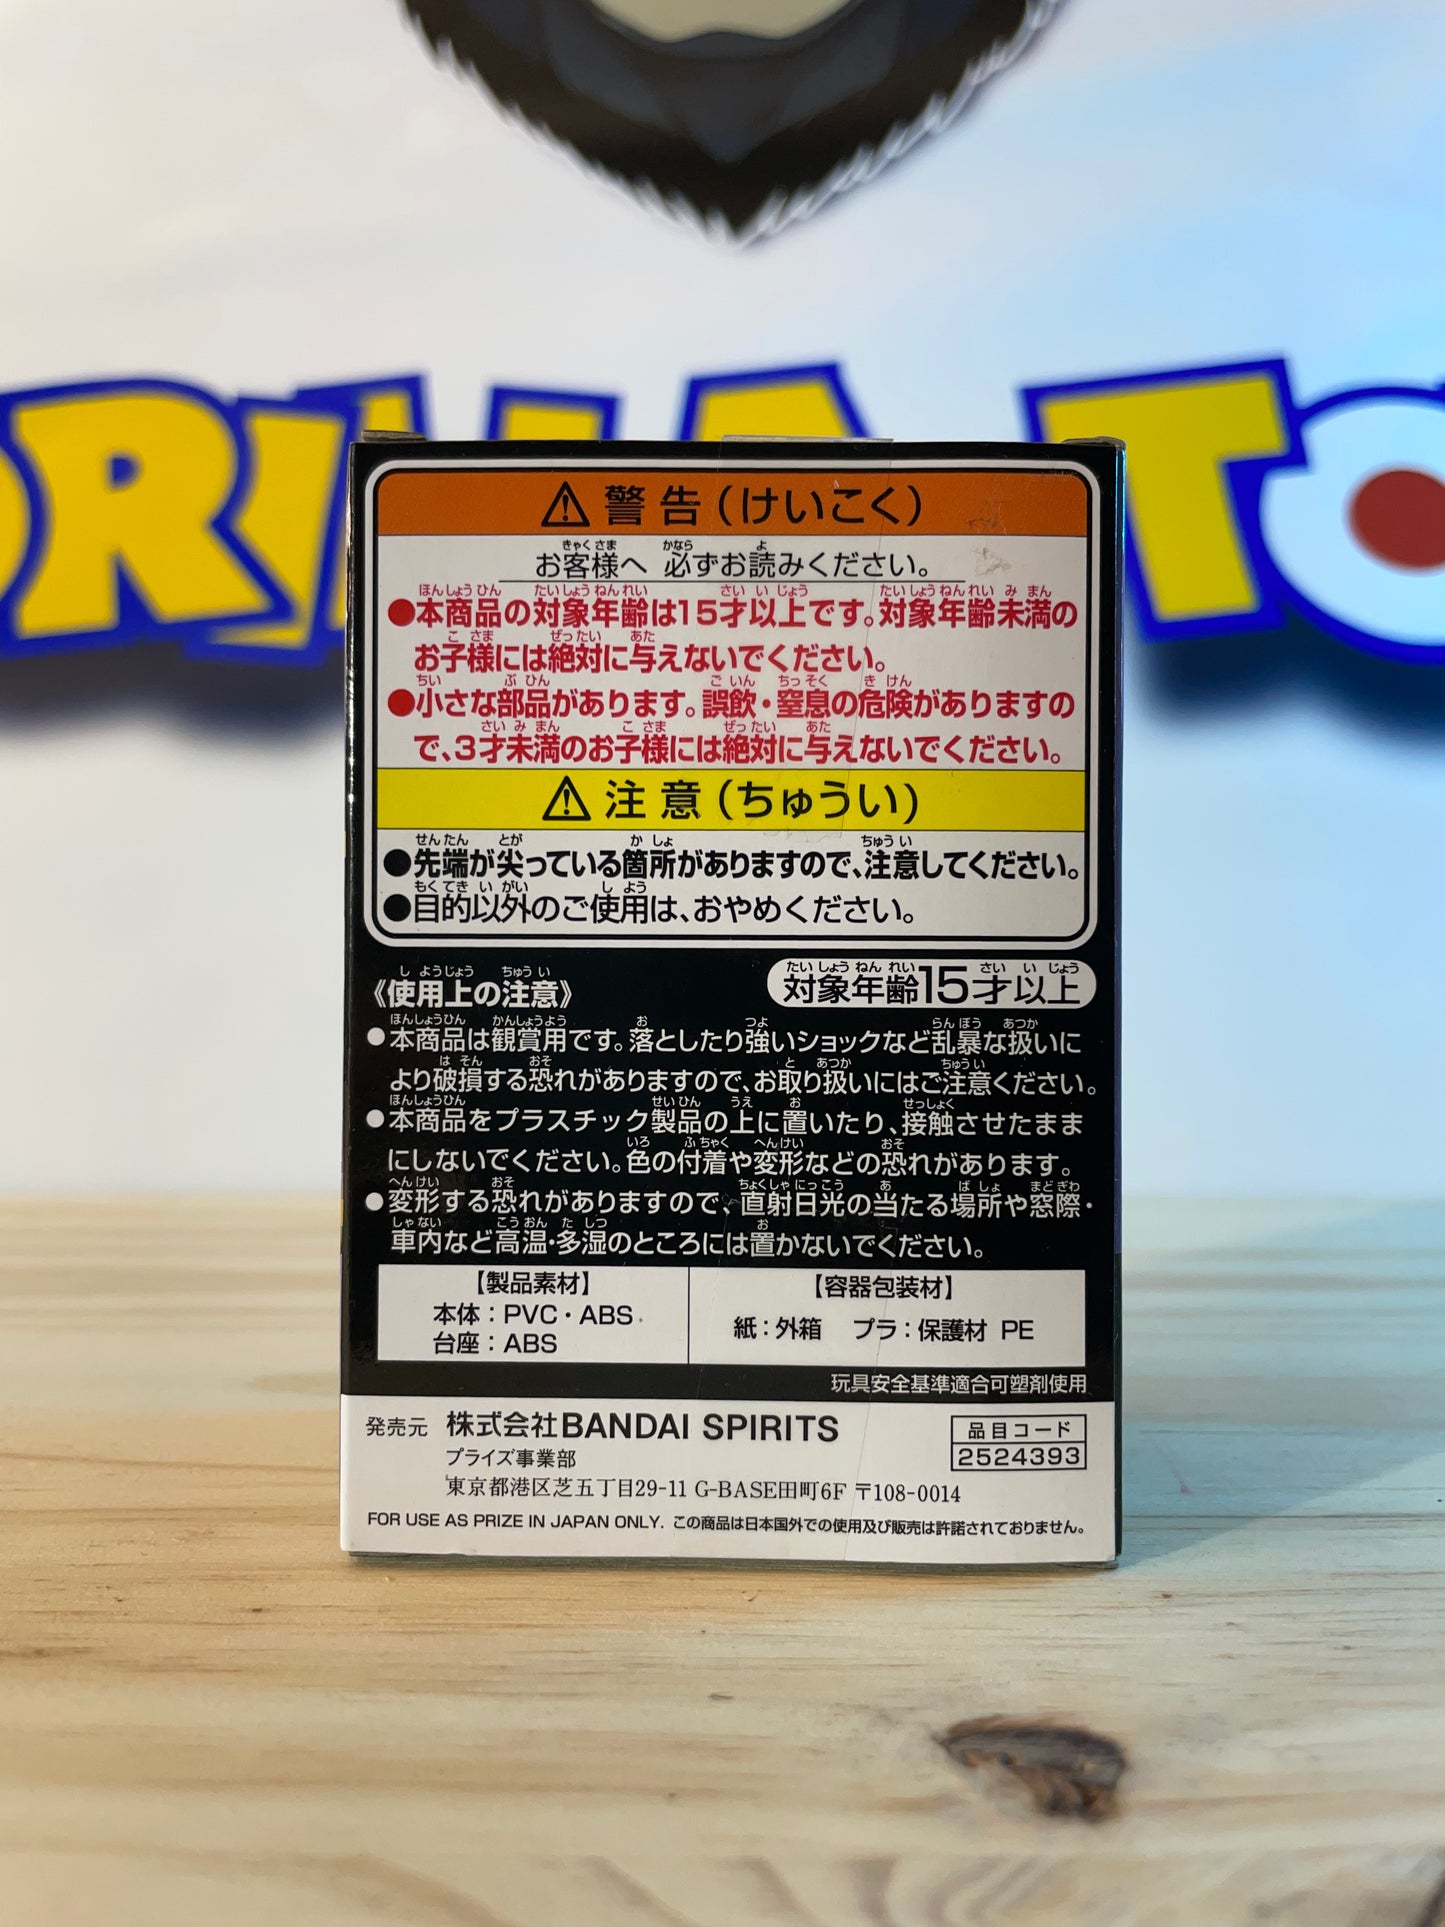 RILLA TO
警告(けいこく)
お客様へ 必ずお読みください。
●本商品の対象年齢は15才以上です。対象年齢未満の
お子様には絶対に与えないでください。
●小さな部品があります。誤飲・窒息の危険がありますの
で、3才未満のお子様には絶対に与えないでください。
注意(ちゅうい)
●先端が尖っている箇所がありますので、注意してください。
●目的以外のご使用は、おやめください。
《使用上の注意》
対象年齢15才以上
●本商品は観賞用です。落としたり強いショックなど乱暴な扱いに
より破損する恐れがありますので、お取り扱いにはご注意ください。
●本商品をプラスチック製品の上に置いたり、接触させたまま
にしないでください。色の付着や変形などの恐れがあります。
●変形する恐れがありますので、直射日光の当たる場所や窓際・
車内など高温・多湿のところには置かないでください。
【製品素材】
本体:PVC・ABS
台座:ABS
【容器包装材】
紙:外箱 プラ:保護材 PE
玩具安全基準適合可塑剤使用
発売元 株式会社BANDAI SPIRITS
プライズ事業部
東京都港区芝五丁目29-11 G-BASE田町6F 〒108-0014
品目コード
2524393
FOR USE AS PRIZE IN JAPAN ONLY. この商品は日本国外での使用及び販売は許諾されておりません。